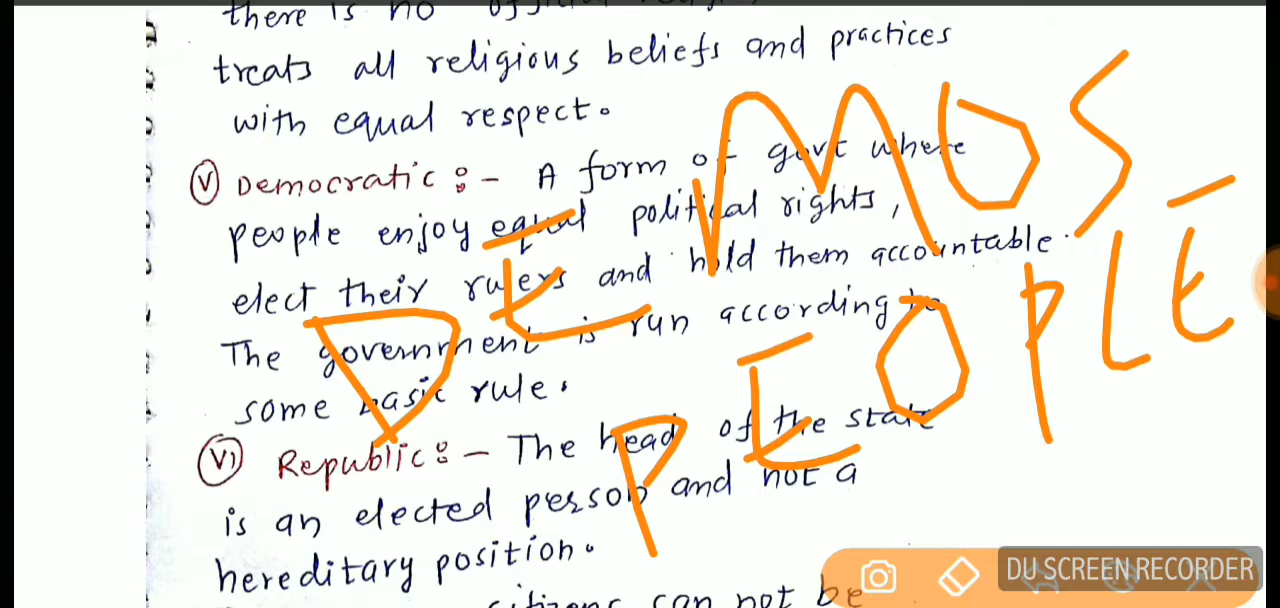 there is no
treats all religious beliefs and practices
with equal respect.
(V) Democratic :- A form of govt where
people enjoy equal political rights,
elect their rulers and hold them accountable.
The government is run according to
some basic rule.
(VI) Republic :- The head of the state
is an elected person and not a
hereditary position.
citizens can not be
DEMOS
PEOPLE
DU SCREEN RECORDER